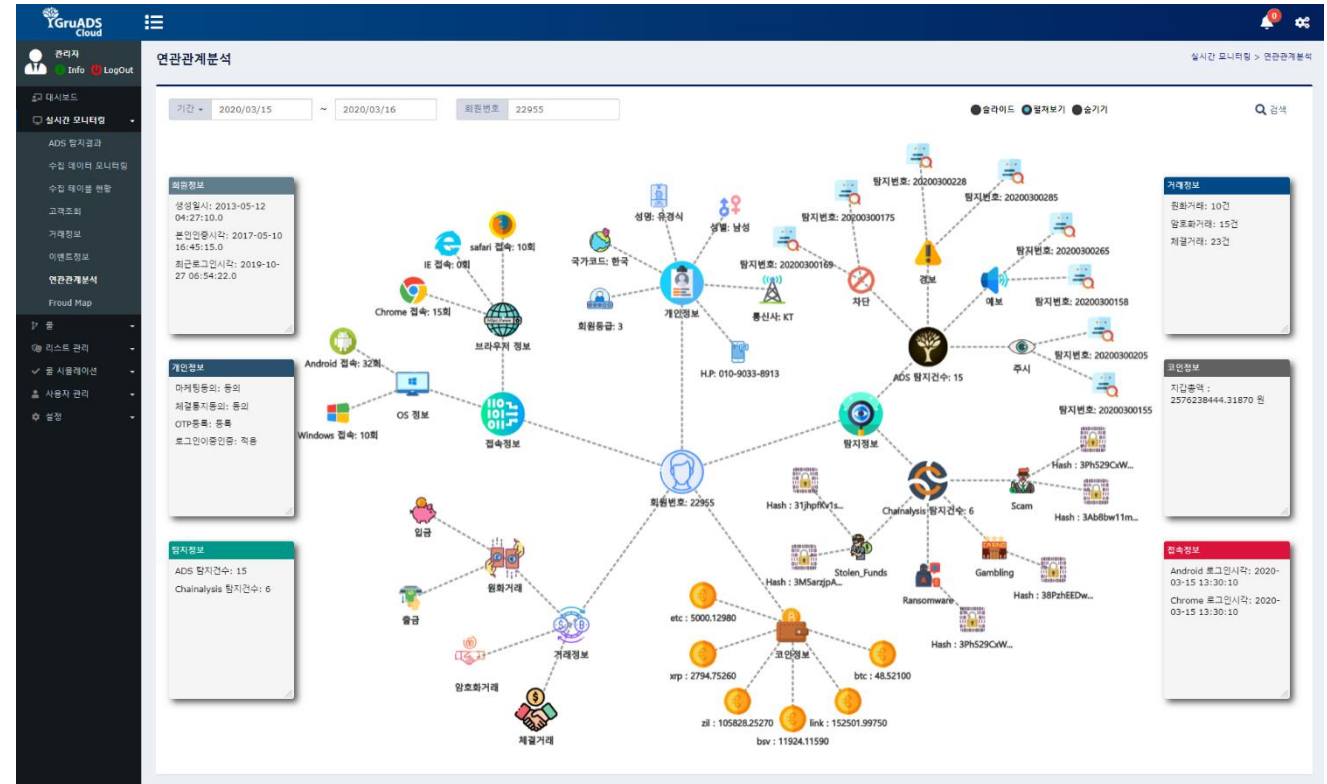 GruADS
Cloud
관리자
Info LogOut
대시보드
실시간 모니터링
ADS 탐지결과
수집 데이터 모니터링
수집 테이블 현황
고객조회
거래정보
이벤트정보
연관관계분석
Froud Map
룰
리스트 관리
룰 시뮬레이션
사용자 관리
설정
0
연관관계분석
실시간 모니터링 > 연관관계분석
기간 2020/03/15 ~ 2020/03/16 회원번호 22955
슬라이드 펼쳐보기 숨기기
검색
회원정보
생성일시: 2013-05-12
04:27:10.0
본인인증시각: 2017-05-10
16:45:15.0
최근로그인시각: 2019-10-
27 06:54:22.0
개인정보
마케팅동의: 동의
체결통지동의: 동의
OTP등록: 등록
로그인이중인증: 적용
탐지정보
ADS 탐지건수: 15
Chainalysis 탐지건수: 6
safari 접속: 10회
IE 접속: 0회
Chrome 접속: 15회
브라우저 정보
Android 접속: 32회
OS 정보
Windows 접속: 10회
접속정보
성명: 유경식
성별: 남성
국가코드: 한국
회원등급: 3
개인정보
통신사: KT
H.P: 010-9033-8913
탐지번호: 20200300228
탐지번호: 20200300285
탐지번호: 20200300175
탐지번호: 20200300169
탐지번호: 20200300265
탐지번호: 20200300158
차단
경보
예보
주시
탐지번호: 20200300205
탐지번호: 20200300155
ADS 탐지건수: 15
탐지정보
회원번호: 22955
Hash : 31jhpfKv1s...
Chainalysis 탐지건수: 6
Hash : 3Ph529CxW...
Scam
Hash : 3Ab8bw11m...
Stolen_Funds
Hash : 3M5arzjpA...
Ransomware
Gambling
Hash : 38PzhEEDw...
Hash : 3Ph529CxW...
입금
원화거래
출금
거래정보
암호화거래
체결거래
etc : 5000.12980
코인정보
xrp : 2794.75260
btc : 48.52100
zil : 105828.25270
link : 152501.99750
bsv : 11924.11590
거래정보
원화거래: 10건
암호화거래: 15건
체결거래: 23건
코인정보
지갑총액 :
2576238444.31870 원
접속정보
Android 로그인시각: 2020-
03-15 13:30:10
Chrome 로그인시각: 2020-
03-15 13:30:10